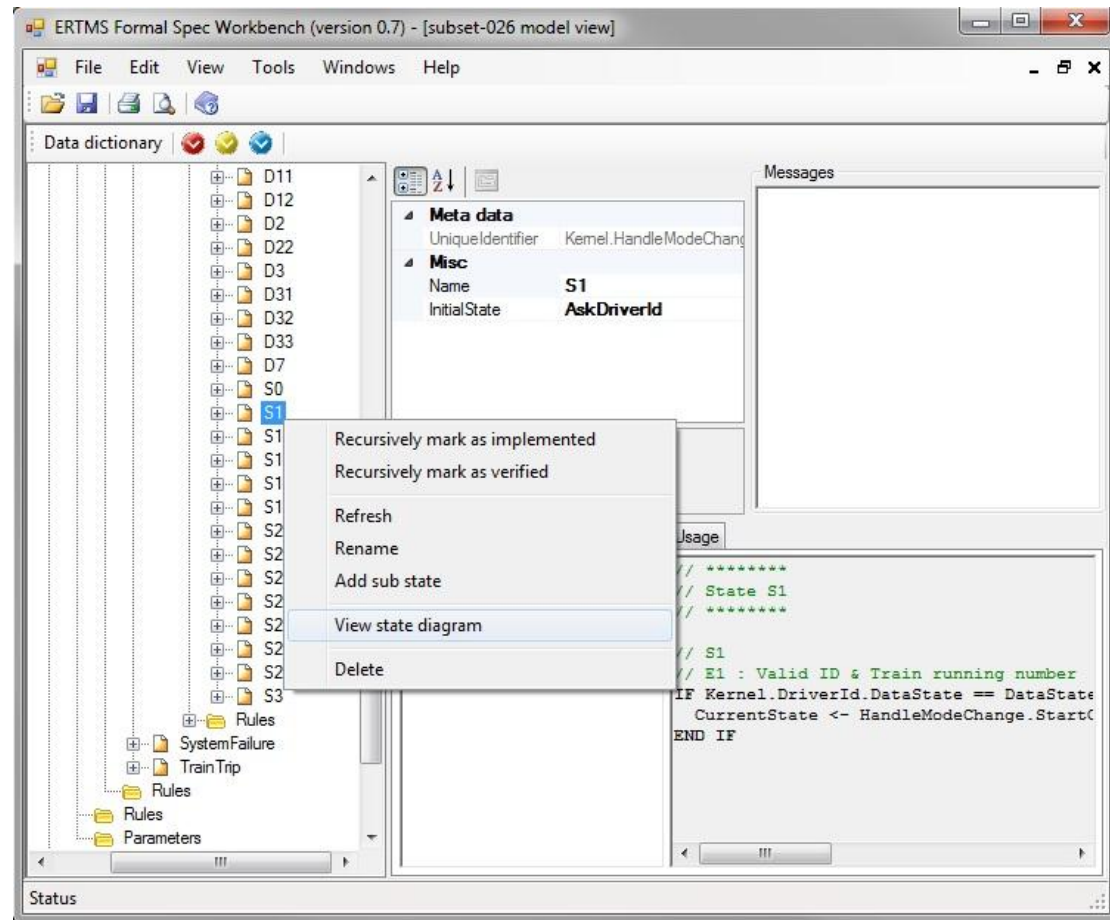 ERTMS Formal Spec Workbench (version 0.7) - [subset-026 model view]
File Edit View Tools Windows Help
Data dictionary
D11
D12
D2
D22
D3
D31
D32
D33
D7
S0
S1
S1
S1
S1
S1
S2
S2
S2
S2
S2
S2
S2
S3
Rules
SystemFailure
TrainTrip
Rules
Rules
Parameters
Meta data
UniqueIdentifier Kernel.HandleModeChang
Misc
Name S1
InitialState AskDriverId
Messages
Recursively mark as implemented
Recursively mark as verified
Refresh
Rename
Add sub state
View state diagram
Delete
Usage
// ********
// State S1
// ********
// S1
// E1 : Valid ID & Train running number
IF Kernel.DriverId.DataState == DataState
CurrentState <- HandleModeChange.StartO
END IF
Status